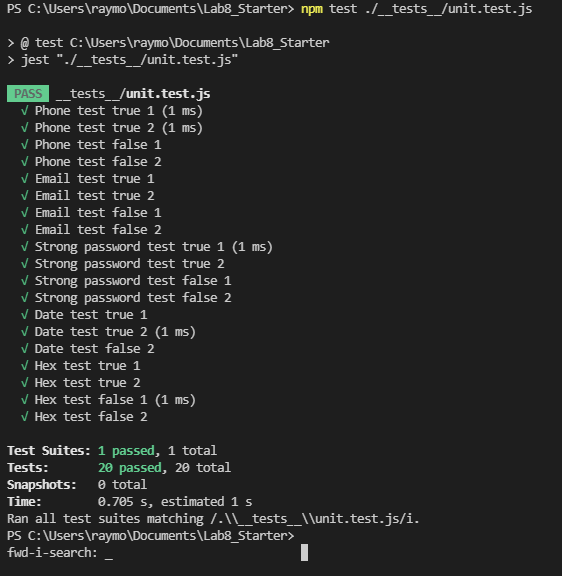 PS C:\Users\raymo\Documents\Lab8_Starter> npm test ./__tests__/unit.test.js
> @ test C:\Users\raymo\Documents\Lab8_Starter
> jest "./__tests__/unit.test.js"
PASS __tests__/unit.test.js
√ Phone test true 1 (1 ms)
√ Phone test true 2 (1 ms)
√ Phone test false 1
√ Phone test false 2
√ Email test true 1
√ Email test true 2
√ Email test false 1
√ Email test false 2
√ Strong password test true 1 (1 ms)
√ Strong password test true 2
√ Strong password test false 1
√ Strong password test false 2
√ Date test true 1
√ Date test true 2 (1 ms)
√ Date test false 2
√ Hex test true 1
√ Hex test true 2
√ Hex test false 1 (1 ms)
√ Hex test false 2
Test Suites: 1 passed, 1 total
Tests: 20 passed, 20 total
Snapshots: 0 total
Time: 0.705 s, estimated 1 s
Ran all test suites matching /.\\__tests__\\unit.test.js/i.
PS C:\Users\raymo\Documents\Lab8_Starter>
fwd-i-search: _